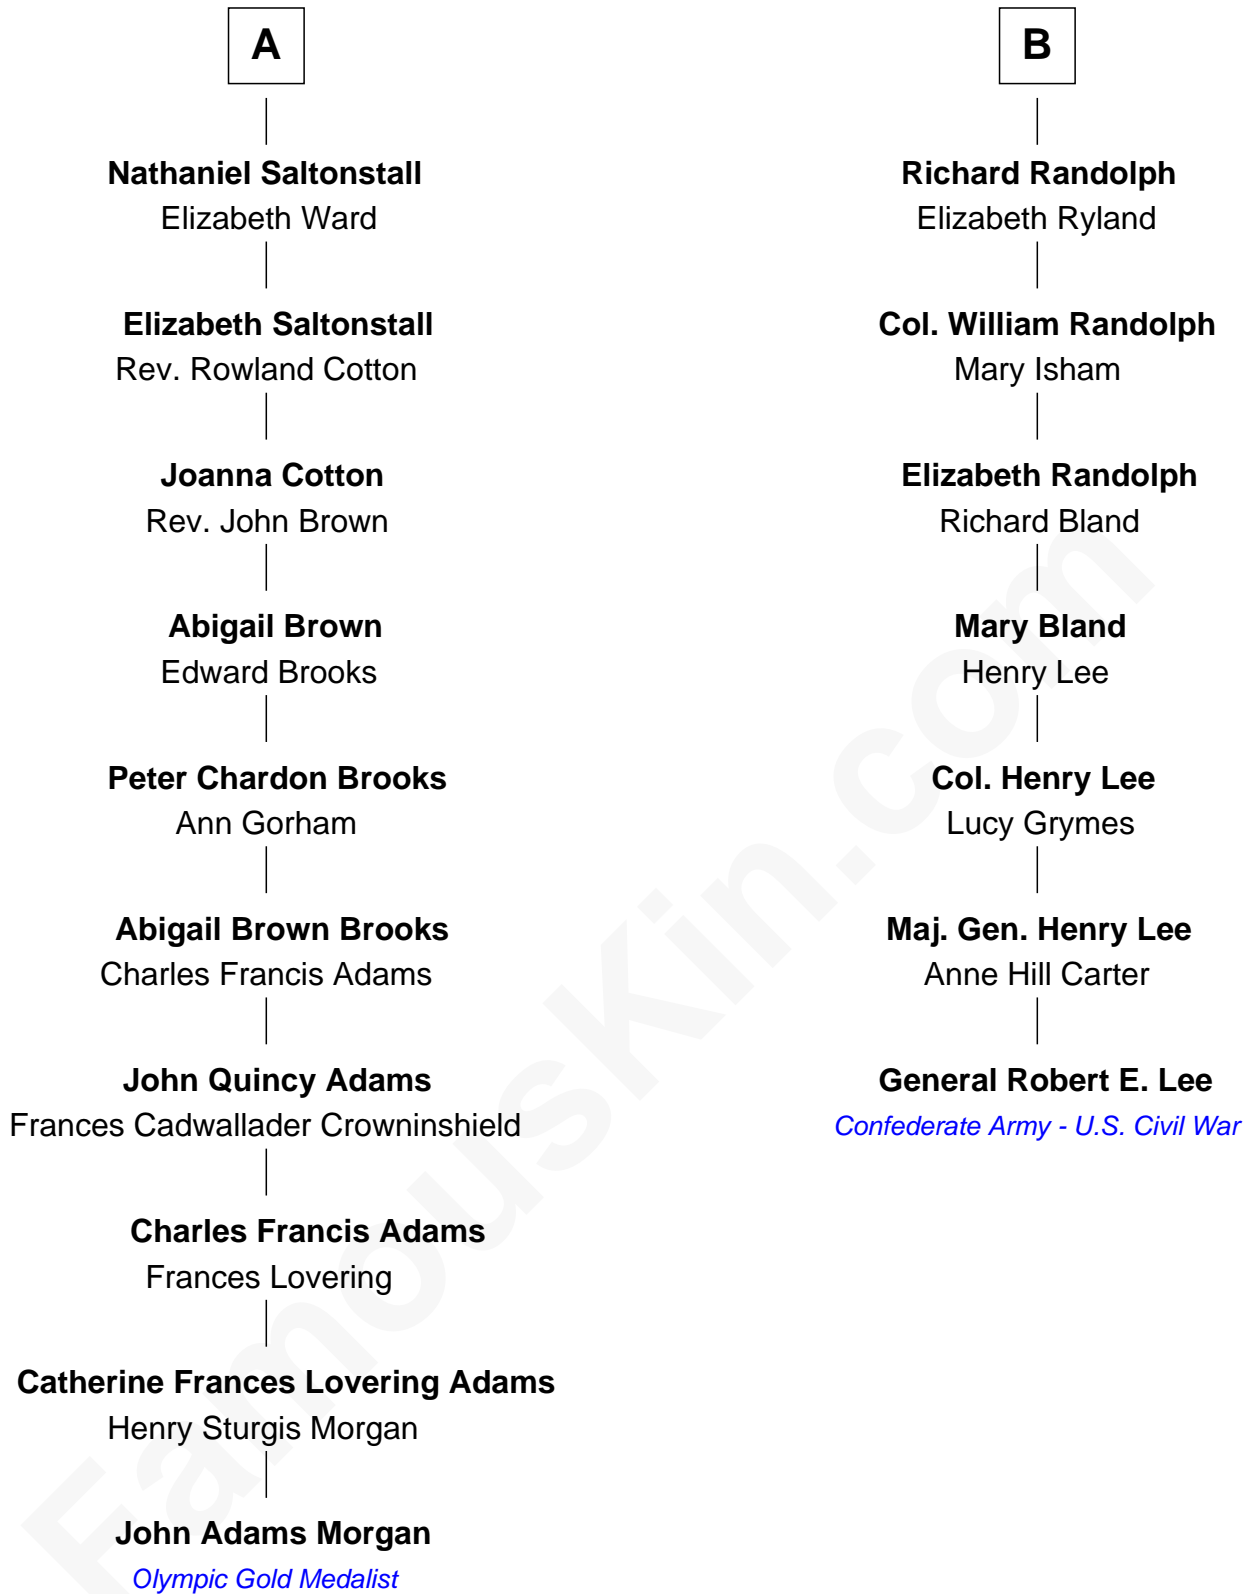 A
Nathaniel Saltonstall
Elizabeth Ward
Elizabeth Saltonstall
Rev. Rowland Cotton
Joanna Cotton
Rev. John Brown
Abigail Brown
Edward Brooks
Peter Chardon Brooks
Ann Gorham
Abigail Brown Brooks
Charles Francis Adams
John Quincy Adams
Frances Cadwallader Crowninshield
Charles Francis Adams
Frances Lovering
Catherine Frances Lovering Adams
Henry Sturgis Morgan
John Adams Morgan
Olympic Gold Medalist
B
Richard Randolph
Elizabeth Ryland
Col. William Randolph
Mary Isham
Elizabeth Randolph
Richard Bland
Mary Bland
Henry Lee
Col. Henry Lee
Lucy Grymes
Maj. Gen. Henry Lee
Anne Hill Carter
General Robert E. Lee
Confederate Army - U.S. Civil War
FamousKin.com